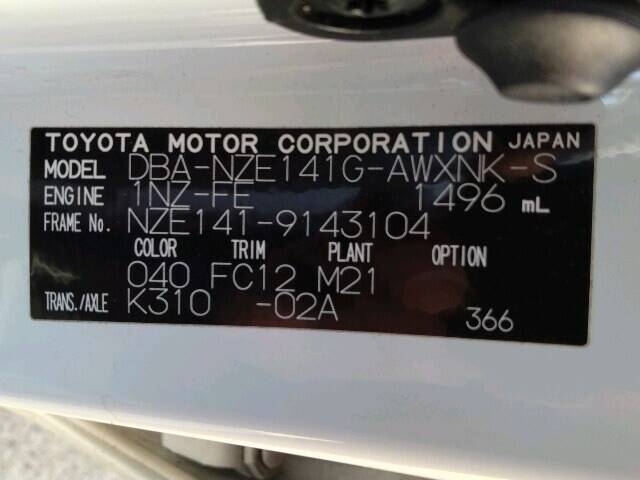 TOYOTA MOTOR CORPORATION JAPAN
MODEL DBA-NZE141G-AWXNK-S
ENGINE 1NZ-FE 1496 mL
FRAME No. NZE141-9143104
COLOR TRIM PLANT OPTION
040 FC12 M21
TRANS./AXLE K310 -02A 366